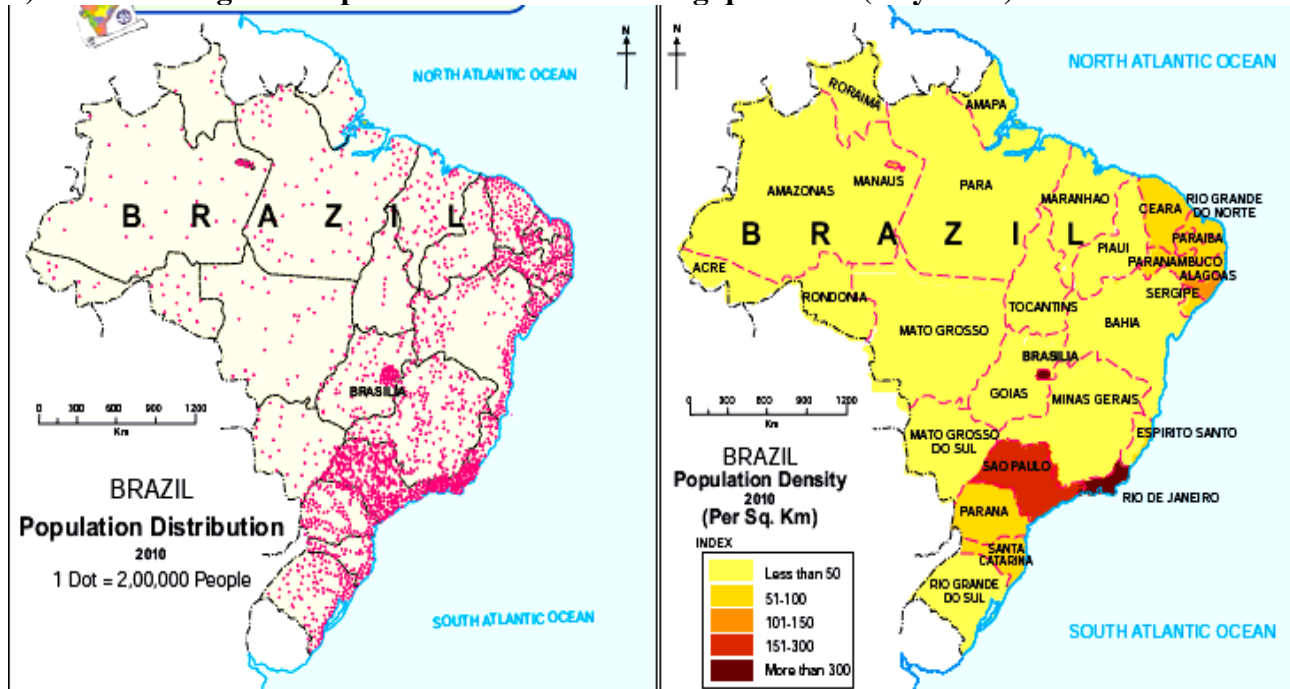 N
NORTH ATLANTIC OCEAN
B R A Z I L
BRASILIA
0 300 600 900 1200
Km
BRAZIL
Population Distribution
2010
1 Dot = 2,00,000 People
SOUTH ATLANTIC OCEAN
N
NORTH ATLANTIC OCEAN
RORAIMA
AMAPA
AMAZONAS
MANAUS
PARA
MARANHAO
CEARA
RIO GRANDE
DO NORTE
B R A Z I L
PIAUI
PARAIBA
PARANAMBUCO
ALAGOAS
SERGIPE
ACRE
RONDONIA
TOCANTINS
BAHIA
MATO GROSSO
BRASILIA
GOIAS
MINAS GERAIS
0 300 600 900 1200
Km
MATO GROSSO
DO SUL
ESPIRITO SANTO
SAO PAULO
RIO DE JANEIRO
PARANA
SANTA
CATARINA
RIO GRANDE
DO SUL
BRAZIL
Population Density
2010
(Per Sq. Km)
INDEX
Less than 50
51-100
101-150
151-300
More than 300
SOUTH ATLANTIC OCEAN